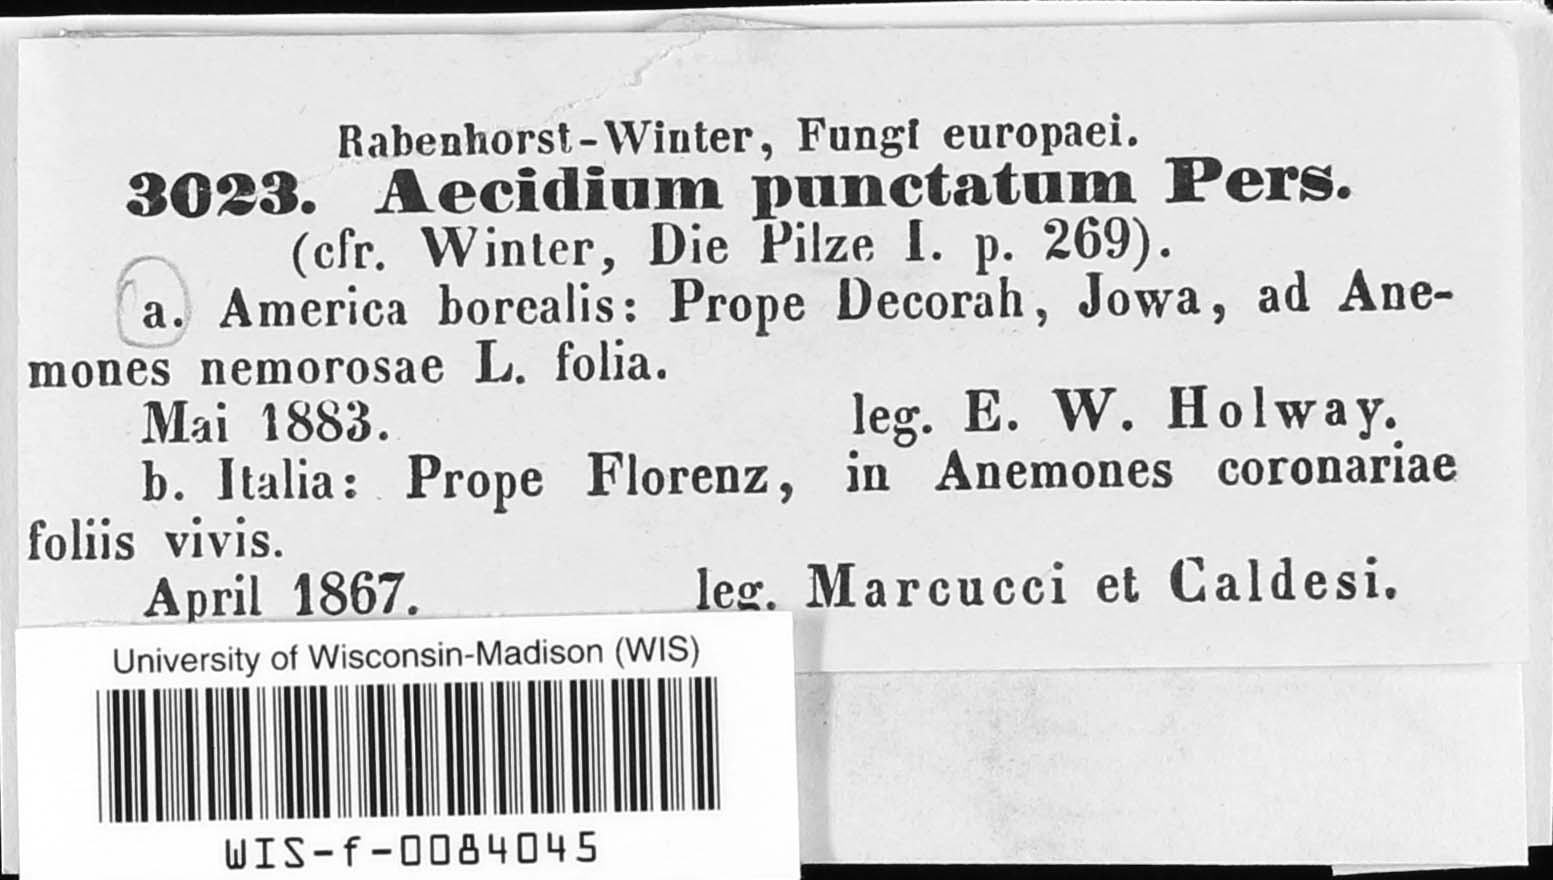 Rabenhorst-Winter, Fungi europaei.
3023. Aecidium punctatum Pers.
(cfr. Winter, Die Pilze I. p. 269).
a. America borealis: Prope Decorah, Jowa, ad Ane-
mones nemorosae L. folia.
Mai 1883. leg. E. W. Holway.
b. Italia: Prope Florenz, in Anemones coronariae
foliis vivis.
April 1867. leg. Marcucci et Caldesi.
University of Wisconsin-Madison (WIS)
WIS-f-0084045